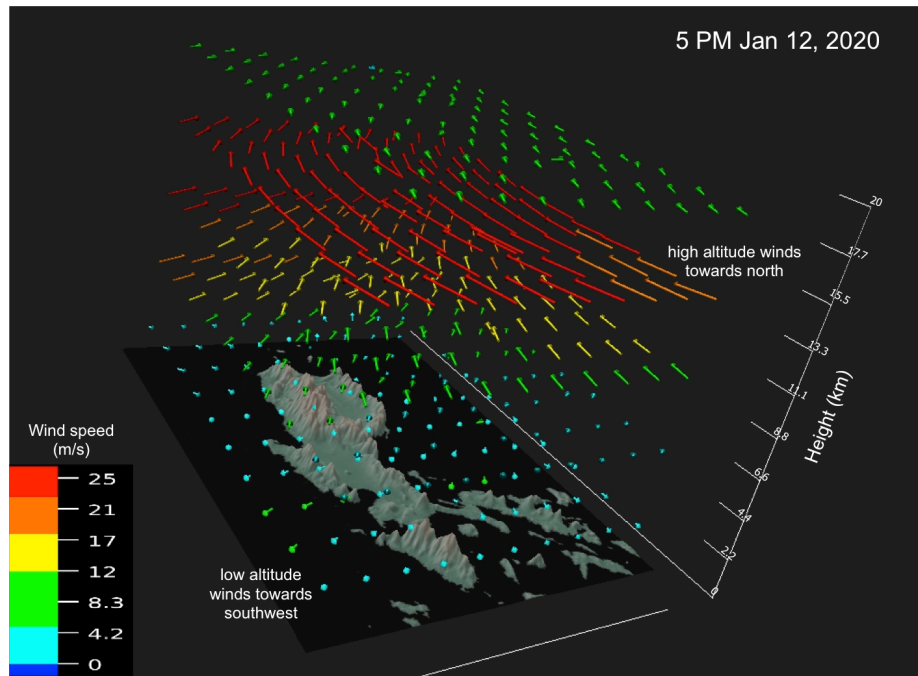 5 PM Jan 12, 2020
20
high altitude winds
towards north
17.7
15.5
13.3
11.1
Height (km)
8.8
6.6
4.4
2.2
0
Wind speed
(m/s)
25
21
17
12
8.3
4.2
0
low altitude
winds towards
southwest